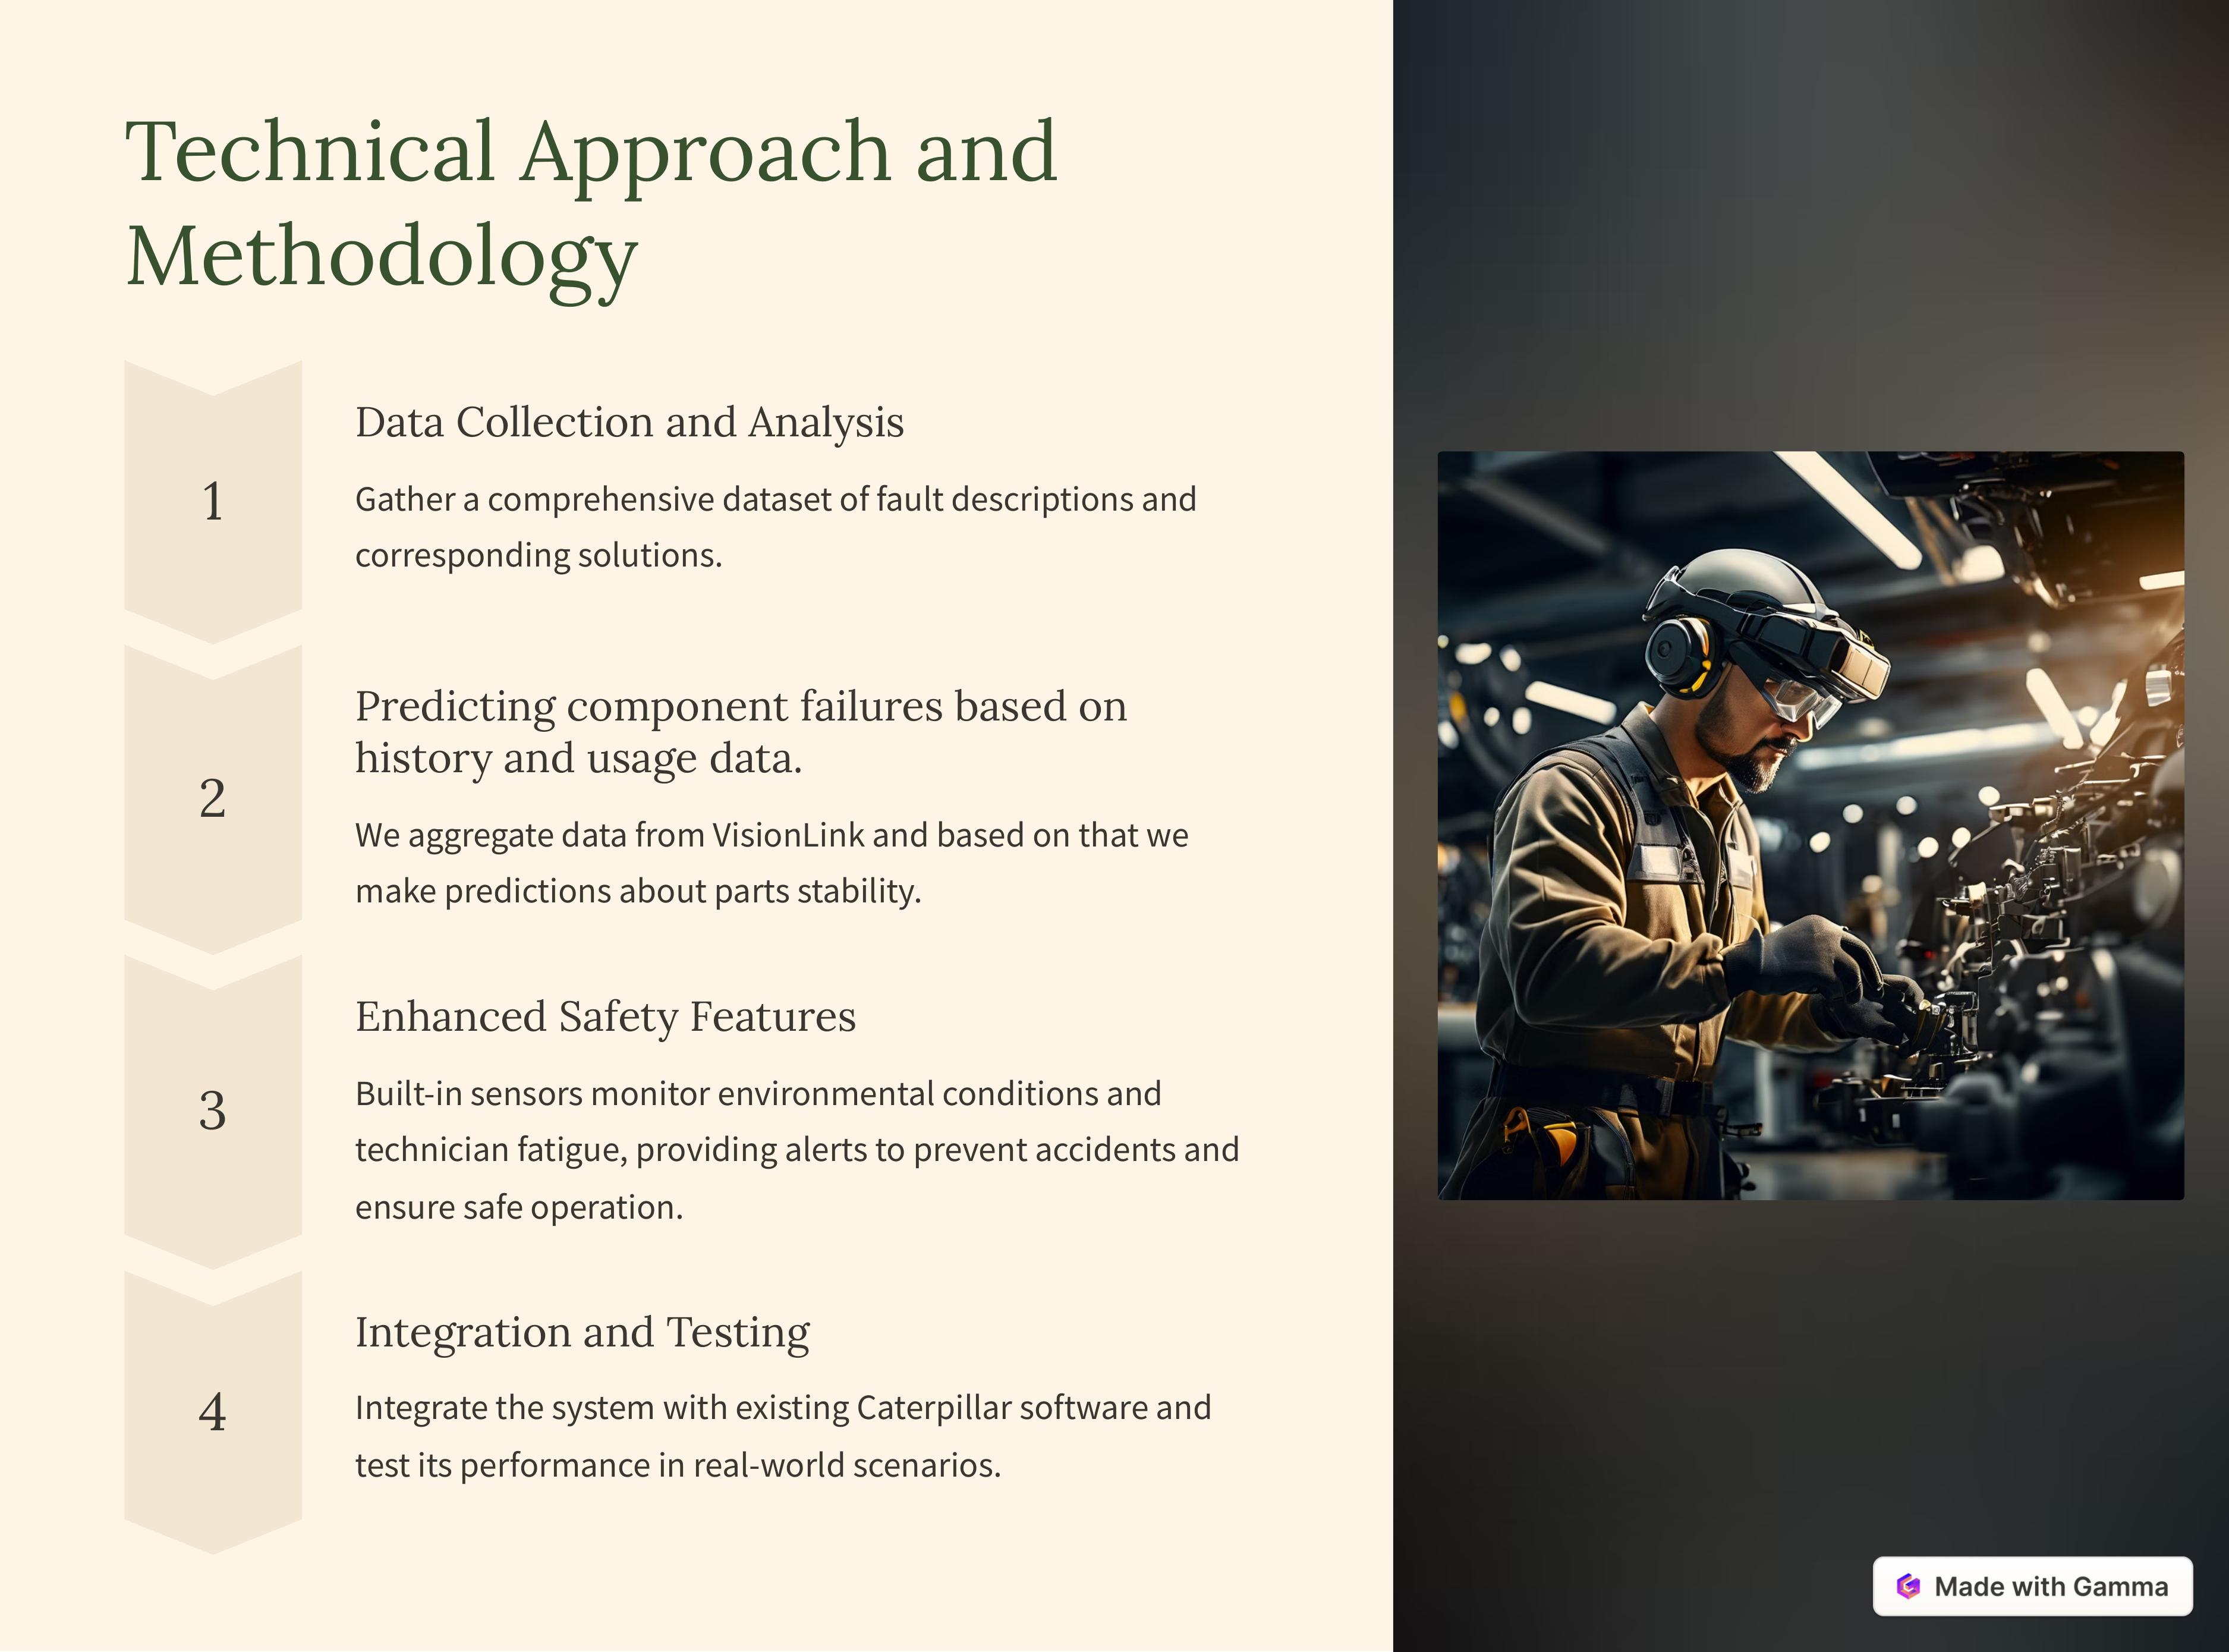 Technical Approach and
Methodology
1
Data Collection and Analysis
Gather a comprehensive dataset of fault descriptions and
corresponding solutions.
2
Predicting component failures based on
history and usage data.
We aggregate data from VisionLink and based on that we
make predictions about parts stability.
3
Enhanced Safety Features
Built-in sensors monitor environmental conditions and
technician fatigue, providing alerts to prevent accidents and
ensure safe operation.
4
Integration and Testing
Integrate the system with existing Caterpillar software and
test its performance in real-world scenarios.
Made with Gamma